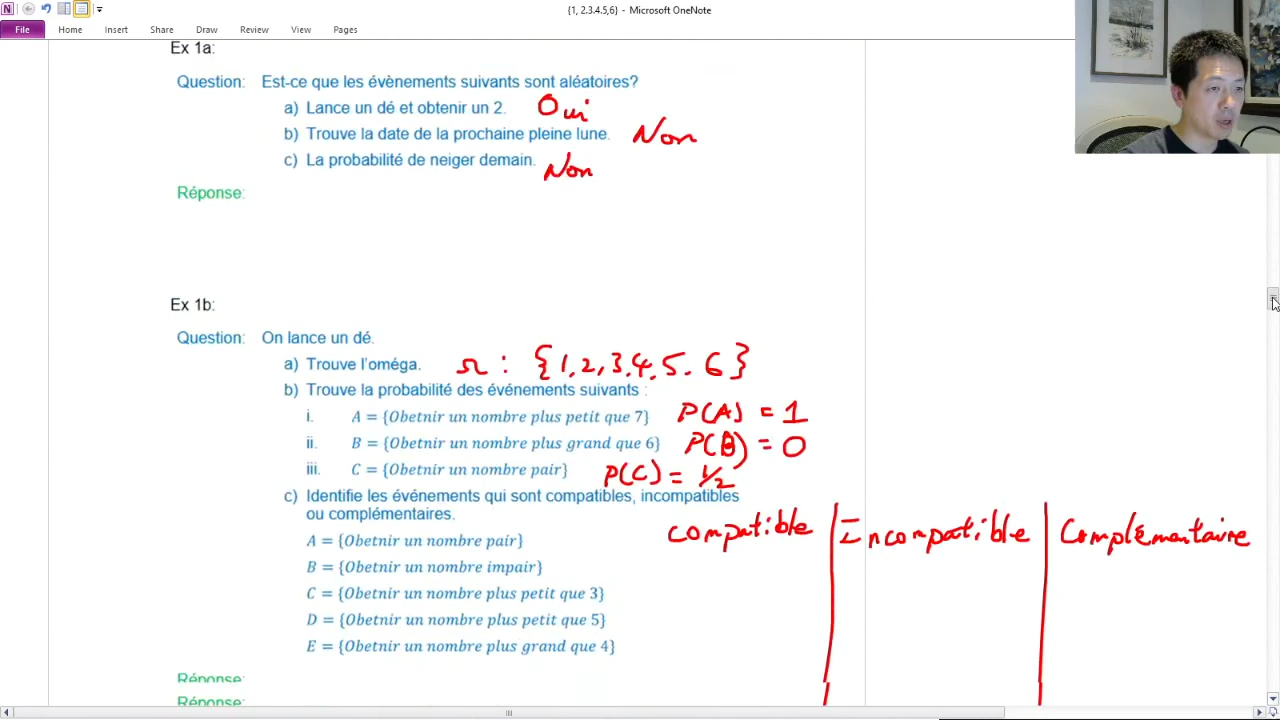 {1, 2.3.4.5,6} - Microsoft OneNote
File Home Insert Share Draw Review View Pages
Ex 1a:
Question: Est-ce que les évènements suivants sont aléatoires?
a) Lance un dé et obtenir un 2. Oui
b) Trouve la date de la prochaine pleine lune. Non
c) La probabilité de neiger demain. Non
Réponse:
Ex 1b:
Question: On lance un dé.
a) Trouve l'oméga. Ω : {1,2,3.4.5.6}
b) Trouve la probabilité des événements suivants :
i. A = {Obetnir un nombre plus petit que 7} P(A) = 1
ii. B = {Obetnir un nombre plus grand que 6} P(B) = 0
iii. C = {Obetnir un nombre pair} P(C) = 1/2
c) Identifie les événements qui sont compatibles, incompatibles
ou complémentaires.
compatible Incompatible Complémentaire
A = {Obetnir un nombre pair}
B = {Obetnir un nombre impair}
C = {Obetnir un nombre plus petit que 3}
D = {Obetnir un nombre plus petit que 5}
E = {Obetnir un nombre plus grand que 4}
Réponse:
Réponse: